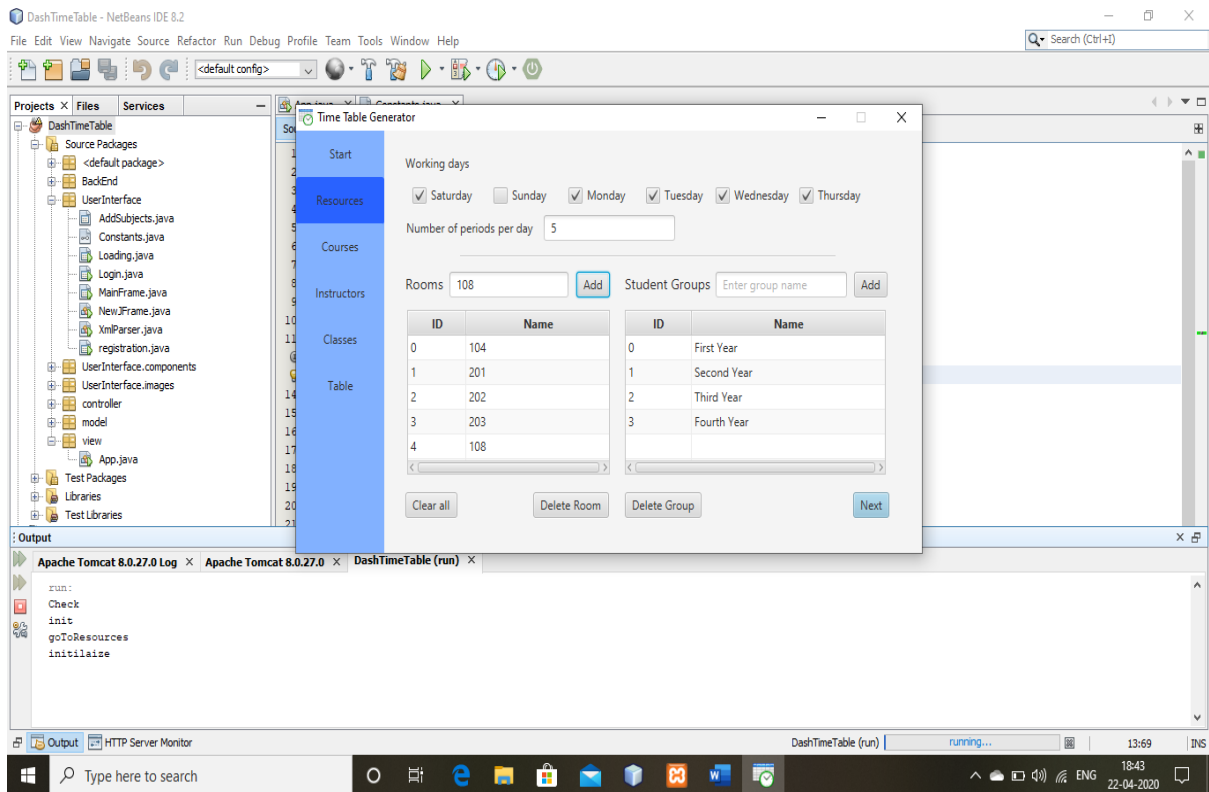 DashTimeTable - NetBeans IDE 8.2
File Edit View Navigate Source Refactor Run Debug Profile Team Tools Window Help
Search (Ctrl+I)
<default config>
Projects Files Services
DashTimeTable
Source Packages
<default package>
BackEnd
UserInterface
AddSubjects.java
Constants.java
Loading.java
Login.java
MainFrame.java
NewJFrame.java
XmlParser.java
registration.java
UserInterface.components
UserInterface.images
controller
model
view
App.java
Test Packages
Libraries
Test Libraries
Time Table Generator
Start
Resources
Courses
Instructors
Classes
Table
Working days
Saturday Sunday Monday Tuesday Wednesday Thursday
Number of periods per day 5
Rooms 108 Add Student Groups Enter group name Add
ID Name ID Name
0 104 0 First Year
1 201 1 Second Year
2 202 2 Third Year
3 203 3 Fourth Year
4 108
Clear all Delete Room Delete Group Next
Output
Apache Tomcat 8.0.27.0 Log Apache Tomcat 8.0.27.0 DashTimeTable (run)
run:
Check
init
goToResources
initilaize
Output HTTP Server Monitor DashTimeTable (run) running... 13:69 INS
Type here to search
ENG
18:43
22-04-2020